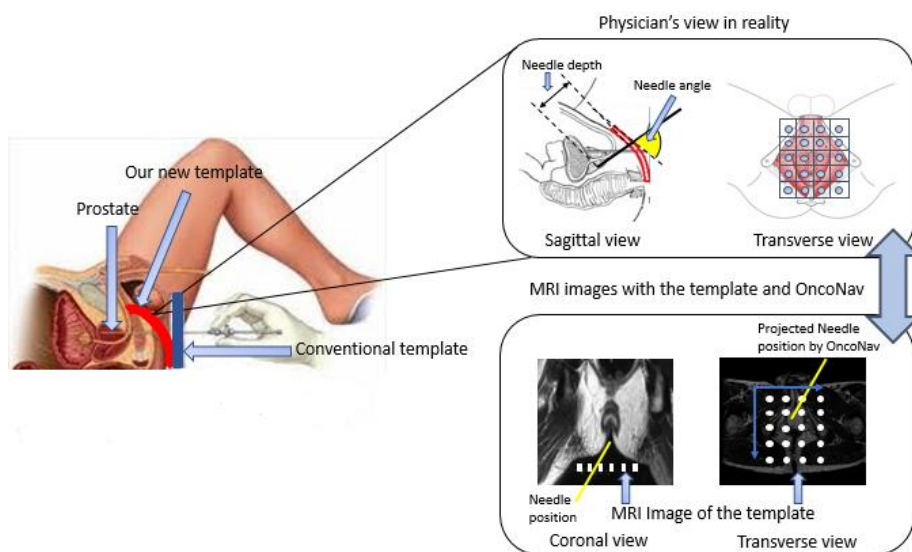 Physician's view in reality
Needle depth
Needle angle
Our new template
Prostate
Sagittal view
Transverse view
MRI images with the template and OncoNav
Conventional template
Projected Needle
position by OncoNav
Needle
position
MRI Image of the template
Coronal view
Transverse view